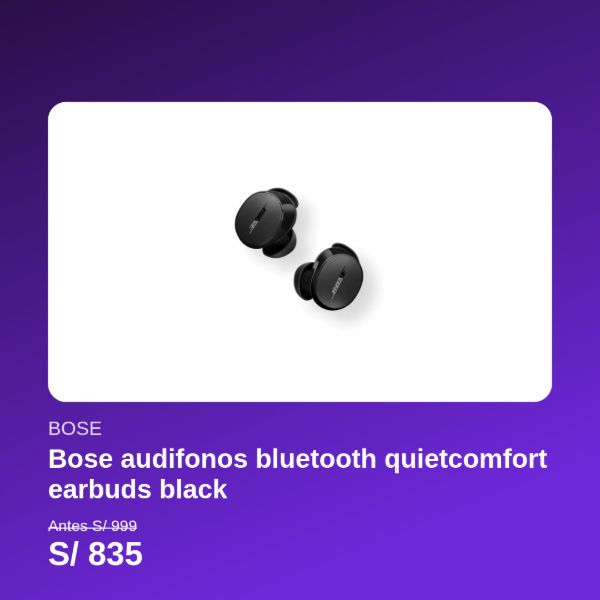 BOSE
Bose audifonos bluetooth quietcomfort
earbuds black
Antes S/ 999
S/ 835